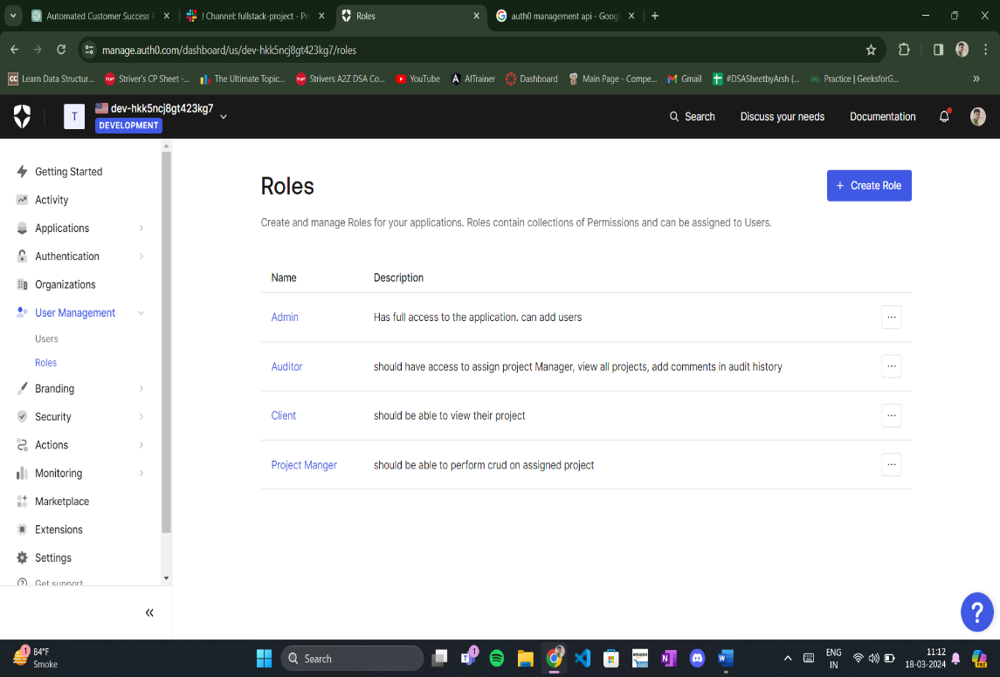 Automated Customer Success
! Channel: fullstack-project - Pr
Roles
auth0 management api - Goog
manage.auth0.com/dashboard/us/dev-hkk5ncj8gt423kg7/roles
CC Learn Data Structur...
TUF Striver's CP Sheet -...
The Ultimate Topic...
TUF Strivers A2Z DSA Co...
YouTube
AITrainer
Dashboard
Main Page - Compe...
Gmail
#DSASheetbyArsh (...
Practice | GeeksforG...
T
dev-hkk5ncj8gt423kg7
DEVELOPMENT
Search
Discuss your needs
Documentation
Getting Started
Activity
Applications
Authentication
Organizations
User Management
Users
Roles
Branding
Security
Actions
Monitoring
Marketplace
Extensions
Settings
Get support
Roles
+ Create Role
Create and manage Roles for your applications. Roles contain collections of Permissions and can be assigned to Users.
Name Description
Admin Has full access to the application. can add users
Auditor should have access to assign project Manager, view all projects, add comments in audit history
Client should be able to view their project
Project Manger should be able to perform crud on assigned project
?
1
84°F
Smoke
Search
1
amazon
N
W
ENG
IN
11:12
18-03-2024
PRE